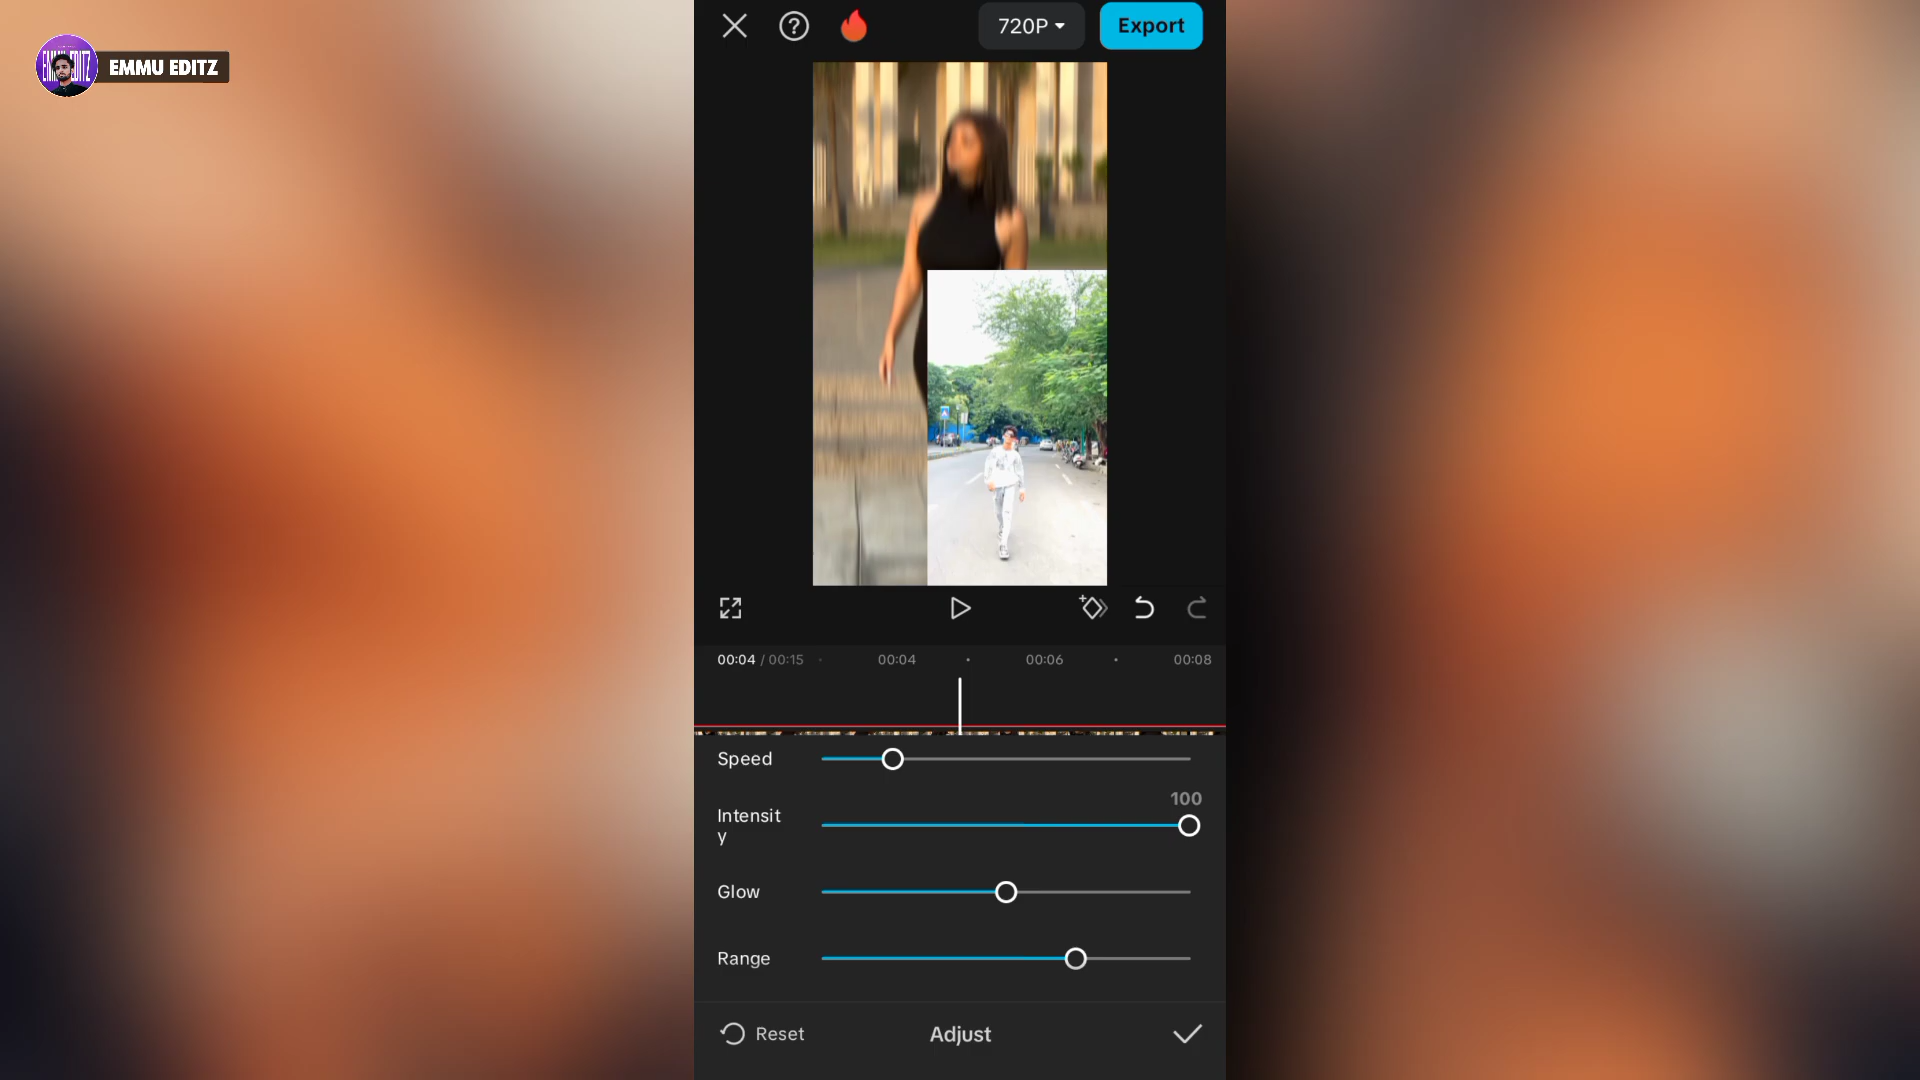 EMMU EDITZ
720P
Export
00:04 / 00:15
00:04
00:06
00:08
Speed
100
Intensit
y
Glow
Range
Reset
Adjust